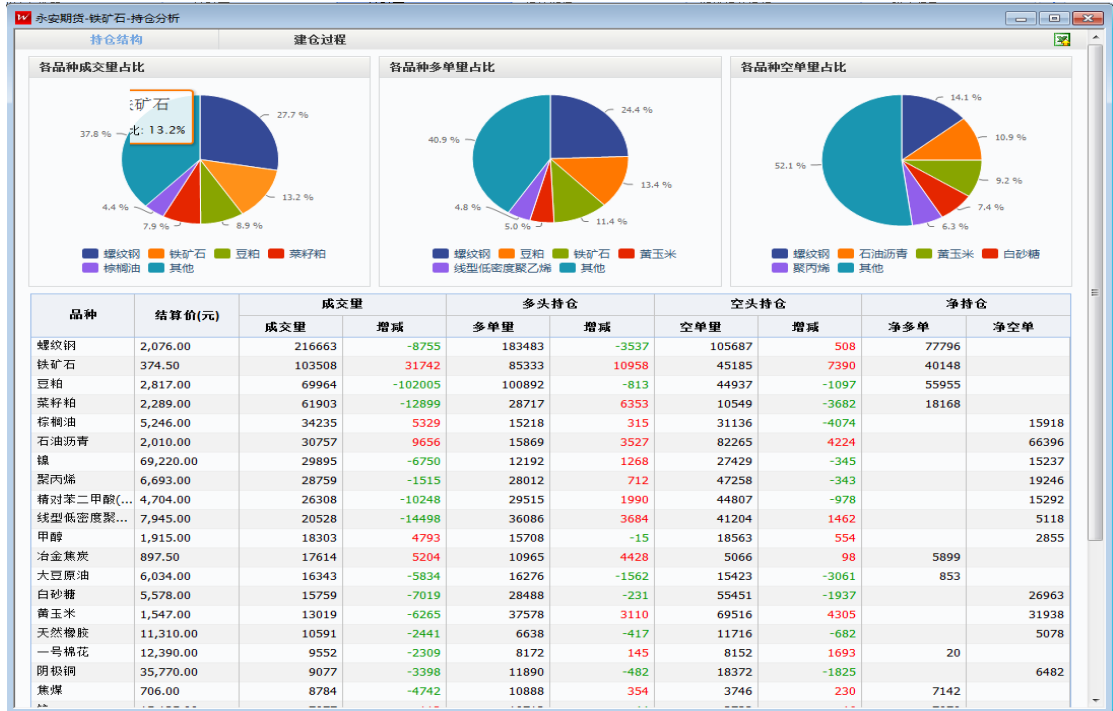 永安期货-铁矿石-持仓分析
持仓结构 建仓过程
各品种成交量占比 各品种多单量占比 各品种空单量占比
矿石
比: 13.2%
27.7 %
37.8 %
13.2 %
4.4 %
7.9 %
8.9 %
24.4 %
40.9 %
13.4 %
4.8 %
5.0 %
11.4 %
14.1 %
10.9 %
52.1 %
9.2 %
7.4 %
6.3 %
螺纹钢 铁矿石 豆粕 菜籽粕
棕榈油 其他
螺纹钢 豆粕 铁矿石 黄玉米
线型低密度聚乙烯 其他
螺纹钢 石油沥青 黄玉米 白砂糖
聚丙烯 其他
品种 结算价(元) 成交量 多头持仓 空头持仓 净持仓
成交量 增减 多单量 增减 空单量 增减 净多单 净空单
螺纹钢 2,076.00 216663 -8755 183483 -3537 105687 508 77796
铁矿石 374.50 103508 31742 85333 10958 45185 7390 40148
豆粕 2,817.00 69964 -102005 100892 -813 44937 -1097 55955
菜籽粕 2,289.00 61903 -12899 28717 6353 10549 -3682 18168
棕榈油 5,246.00 34235 5329 15218 315 31136 -4074 15918
石油沥青 2,010.00 30757 9656 15869 3527 82265 4224 66396
镍 69,220.00 29895 -6750 12192 1268 27429 -345 15237
聚丙烯 6,693.00 28759 -1515 28012 712 47258 -343 19246
精对苯二甲酸(... 4,704.00 26308 -10248 29515 1990 44807 -978 15292
线型低密度聚... 7,945.00 20528 -14498 36086 3684 41204 1462 5118
甲醇 1,915.00 18303 4793 15708 -15 18563 554 2855
冶金焦炭 897.50 17614 5204 10965 4428 5066 98 5899
大豆原油 6,034.00 16343 -5834 16276 -1562 15423 -3061 853
白砂糖 5,578.00 15759 -7019 28488 -231 55451 -1937 26963
黄玉米 1,547.00 13019 -6265 37578 3110 69516 4305 31938
天然橡胶 11,310.00 10591 -2441 6638 -417 11716 -682 5078
一号棉花 12,390.00 9552 -2309 8172 145 8152 1693 20
阴极铜 35,770.00 9077 -3398 11890 -482 18372 -1825 6482
焦煤 706.00 8784 -4742 10888 354 3746 230 7142